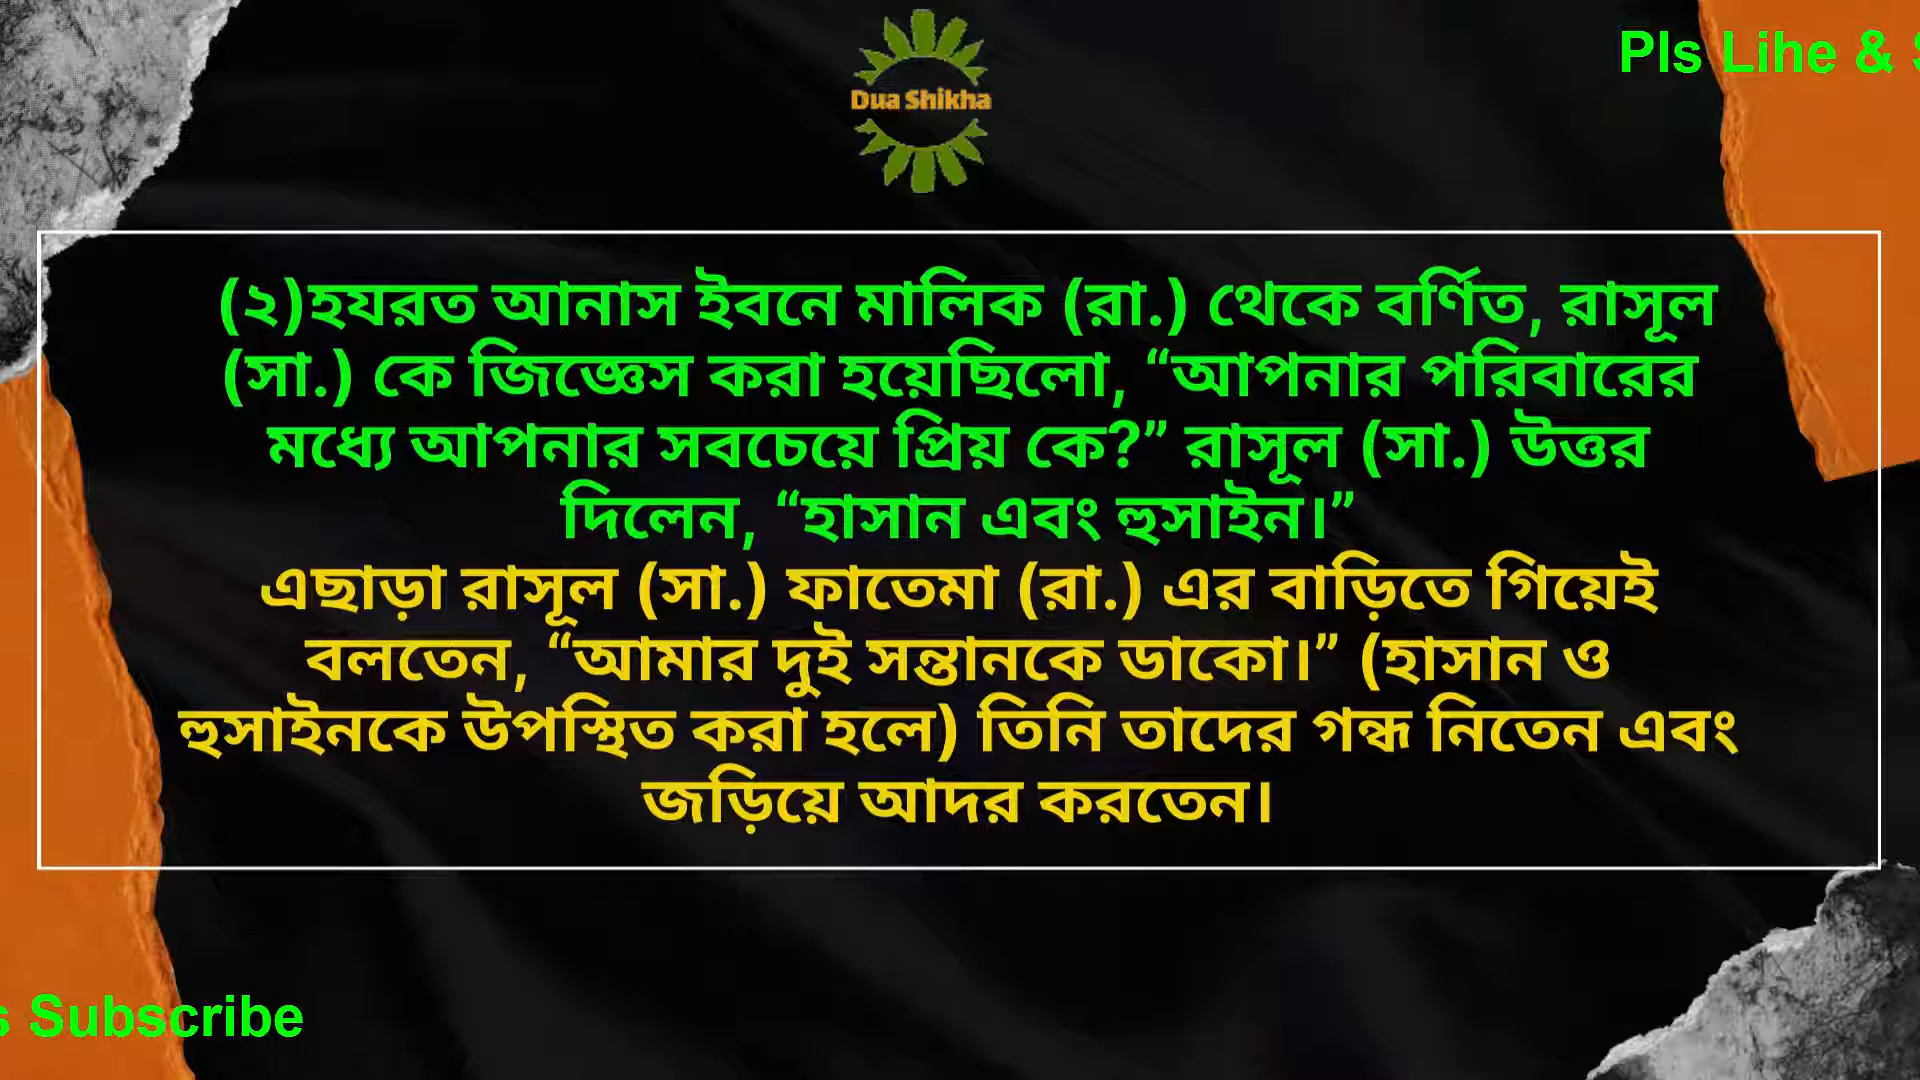 Dua Shikha
Pls Lihe &
(২)হযরত আনাস ইবনে মালিক (রা.) থেকে বর্ণিত, রাসূল
(সা.) কে জিজ্ঞেস করা হয়েছিলো, “আপনার পরিবারের
মধ্যে আপনার সবচেয়ে প্রিয় কে?” রাসূল (সা.) উত্তর
দিলেন, “হাসান এবং হুসাইন।”
এছাড়া রাসূল (সা.) ফাতেমা (রা.) এর বাড়িতে গিয়েই
বলতেন, “আমার দুই সন্তানকে ডাকো।” (হাসান ও
হুসাইনকে উপস্থিত করা হলে) তিনি তাদের গন্ধ নিতেন এবং
জড়িয়ে আদর করতেন।
Subscribe